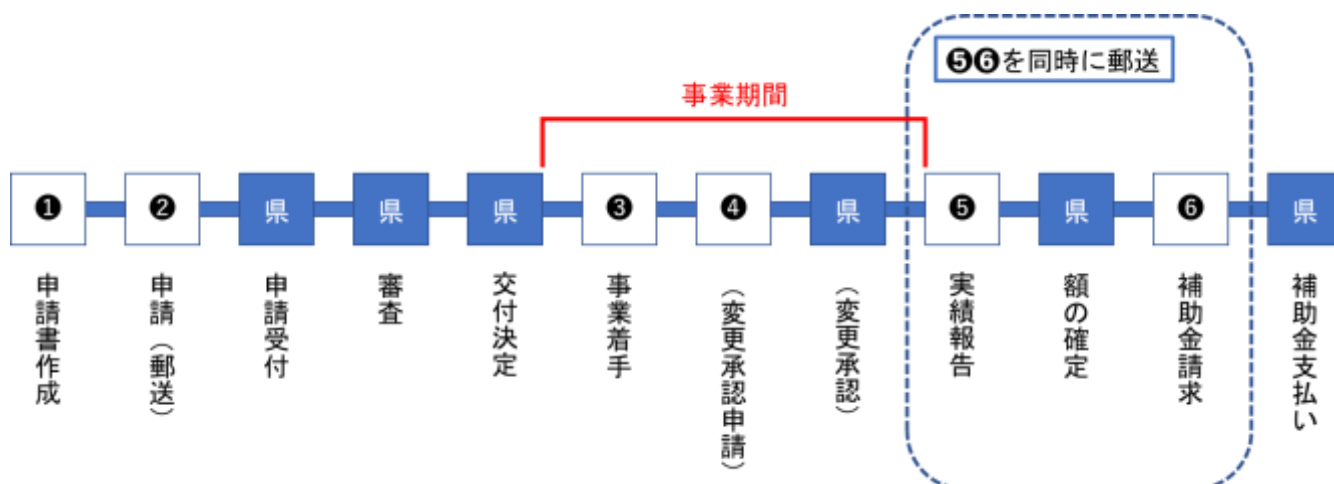 ❺❻を同時に郵送
事業期間
❶
❷
県
県
県
❸
❹
県
❺
県
❻
県
申請書作成
申請（郵送）
申請受付
審査
交付決定
事業着手
（変更承認申請）
（変更承認）
実績報告
額の確定
補助金請求
補助金支払い